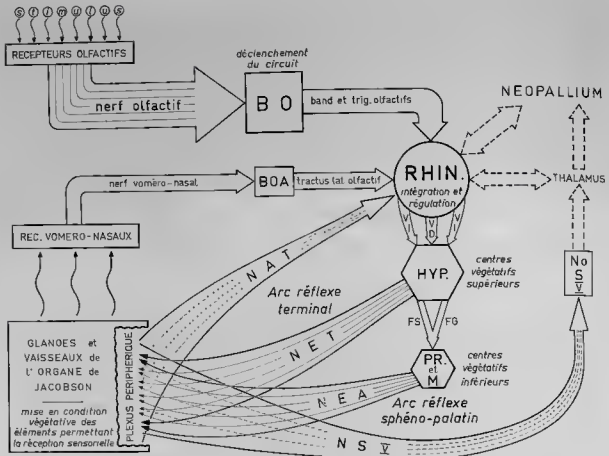 stimulus
RECEPTEURS OLFACTIFS
nerf olfactif
déclenchement
du circuit
B O
band et trig. olfactifs
NEOPALLIUM
RHIN.
intégration et
régulation
THALAMUS
nerf voméro-nasal
BOA
tractus lat. olfactif
REC. VOMERO-NASAUX
V V V
D
HYP.
centres
végétatifs
supérieurs
No
S
V
NAT
Arc réflexe
terminal
FS FG
NET
PR.
et
M
centres
végétatifs
inférieurs
NEA
Arc réflexe
sphéno-palatin
NS V
GLANDES et
VAISSEAUX de
L' ORGANE de
JACOBSON
mise en condition
végétative des
éléments permettant
la réception sensorielle
PLEXUS PERIPHERIQUE